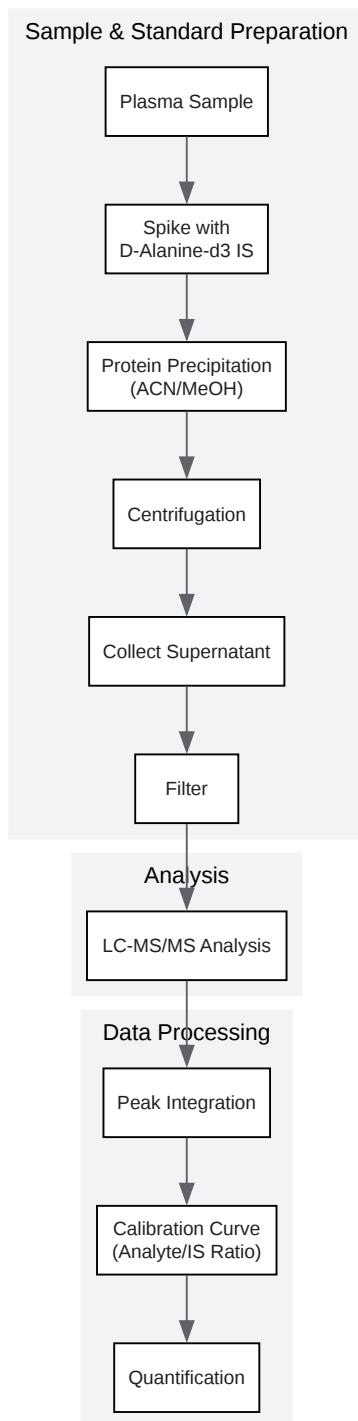 Sample & Standard Preparation
Plasma Sample
Spike with
D-Alanine-d3 IS
Protein Precipitation
(ACN/MeOH)
Centrifugation
Collect Supernatant
Filter
Analysis
LC-MS/MS Analysis
Data Processing
Peak Integration
Calibration Curve
(Analyte/IS Ratio)
Quantification